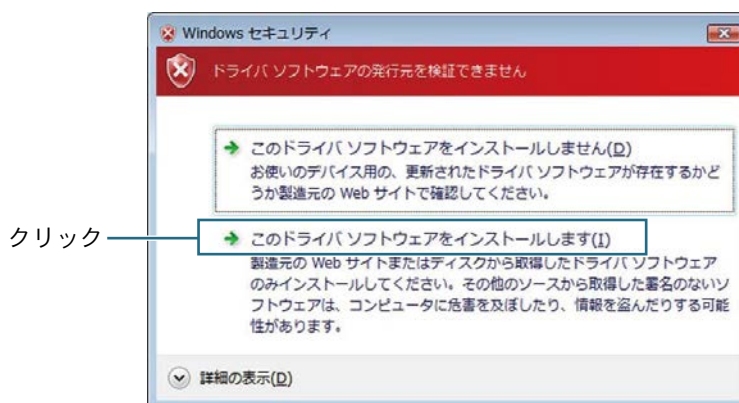 Windows セキュリティ
ドライバ ソフトウェアの発行元を検証できません
このドライバ ソフトウェアをインストールしません(D)
お使いのデバイス用の、更新されたドライバ ソフトウェアが存在するかど
うか製造元の Web サイトで確認してください。
クリック
このドライバ ソフトウェアをインストールします(I)
製造元の Web サイトまたはディスクから取得したドライバ ソフトウェア
のみインストールしてください。その他のソースから取得した署名のないソ
フトウェアは、コンピュータに危害を及ぼしたり、情報を盗んだりする可能
性があります。
詳細の表示(D)